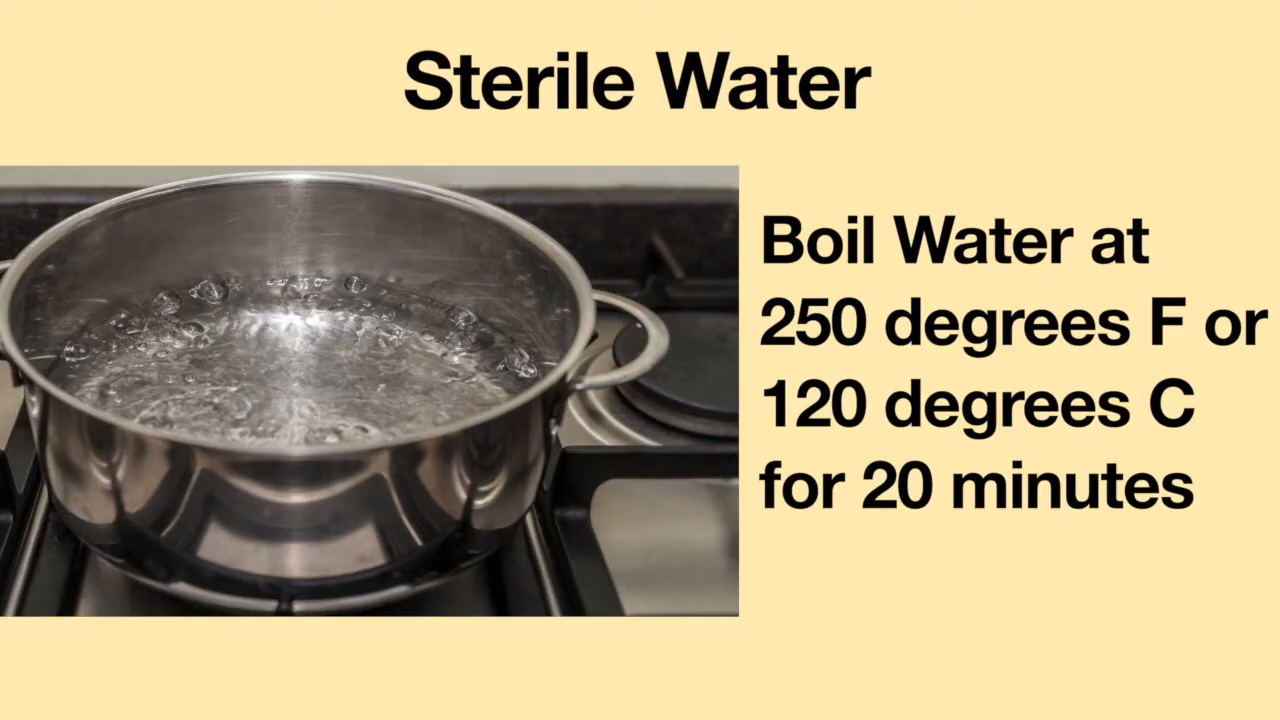 Sterile Water
Boil Water at
250 degrees F or
120 degrees C
for 20 minutes